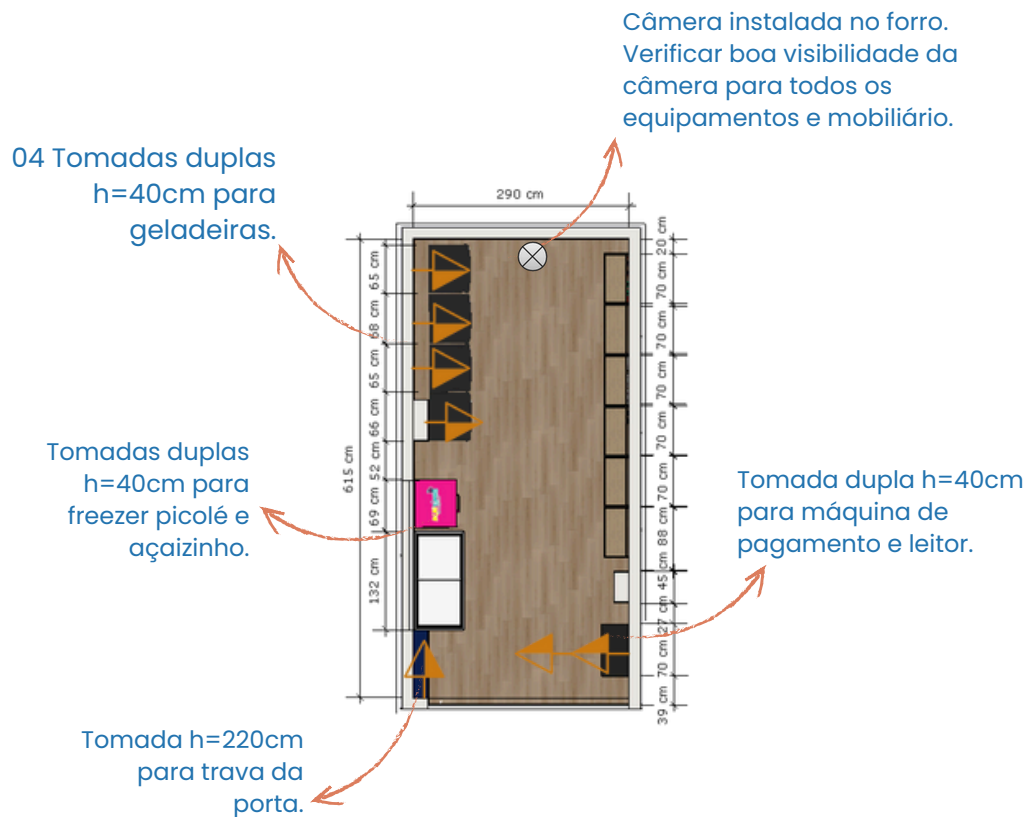 Câmera instalada no forro.
Verificar boa visibilidade da
câmera para todos os
equipamentos e mobiliário.
04 Tomadas duplas
h=40cm para
geladeiras.
290 cm
20 cm
65 cm
70 cm
68 cm
70 cm
65 cm
70 cm
66 cm
70 cm
615 cm
52 cm
70 cm
69 cm
88 cm
132 cm
45 cm
27 cm
70 cm
39 cm
Tomadas duplas
h=40cm para
freezer picolé e
açaizinho.
Tomada dupla h=40cm
para máquina de
pagamento e leitor.
Tomada h=220cm
para trava da
porta.